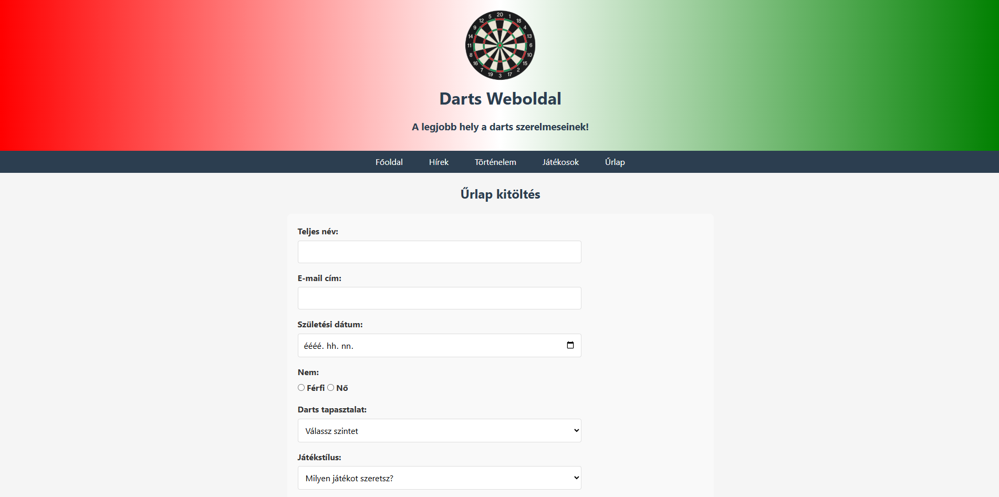 20
5 1
12 18
9 4
14 13
11 6
8 10
16 15
7 2
19 3 17
Darts Weboldal
A legjobb hely a darts szerelmeseinek!
Főoldal Hírek Történelem Játékosok Űrlap
Űrlap kitöltés
Teljes név:
E-mail cím:
Születési dátum:
éééé. hh. nn.
Nem:
Férfi Nő
Darts tapasztalat:
Válassz szintet
Játékstílus:
Milyen játékot szeretsz?